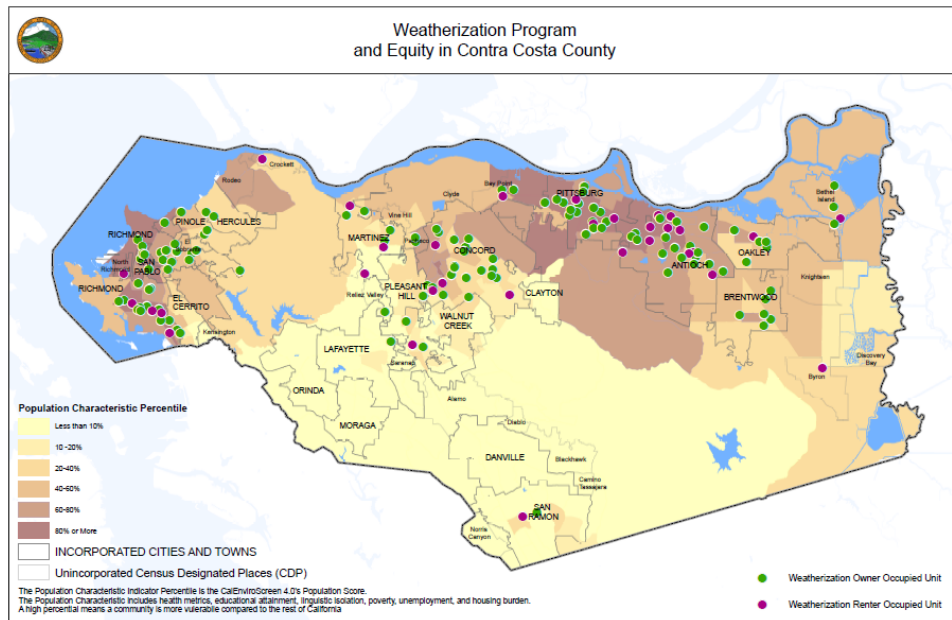 Weatherization Program
and Equity in Contra Costa County
Crockett
Rodeo
Bay Point
Clyde
PITTSBURG
Bethel
Island
HERCULES
PINOLE
Vine Hill
RICHMOND
MARTINEZ
Pacheco
CONCORD
OAKLEY
El
SAN
PABLO
North
Richmond
ANTIOCH
Knightsen
RICHMOND
EL
CERRITO
Reliez Valley
PLEASANT
HILL
CLAYTON
BRENTWOOD
WALNUT
CREEK
Kensington
LAFAYETTE
Saranap
Discovery
Bay
Byron
ORINDA
Alamo
MORAGA
Diablo
DANVILLE
Blackhawk
Camino
Tassajara
SAN
RAMON
Norris
Canyon
Population Characteristic Percentile
Less than 10%
10 -20%
20-40%
40-60%
60-80%
80% or More
INCORPORATED CITIES AND TOWNS
Unincorporated Census Designated Places (CDP)
The Population Characteristic Indicator Percentile is the CalEnviroScreen 4.0's Population Score.
The Population Characteristic includes health metrics, educational attainment, linguistic isolation, poverty, unemployment, and housing burden.
A high percential means a community is more vulerable compared to the rest of California
Weatherization Owner Occupied Unit
Weatherization Renter Occupied Unit